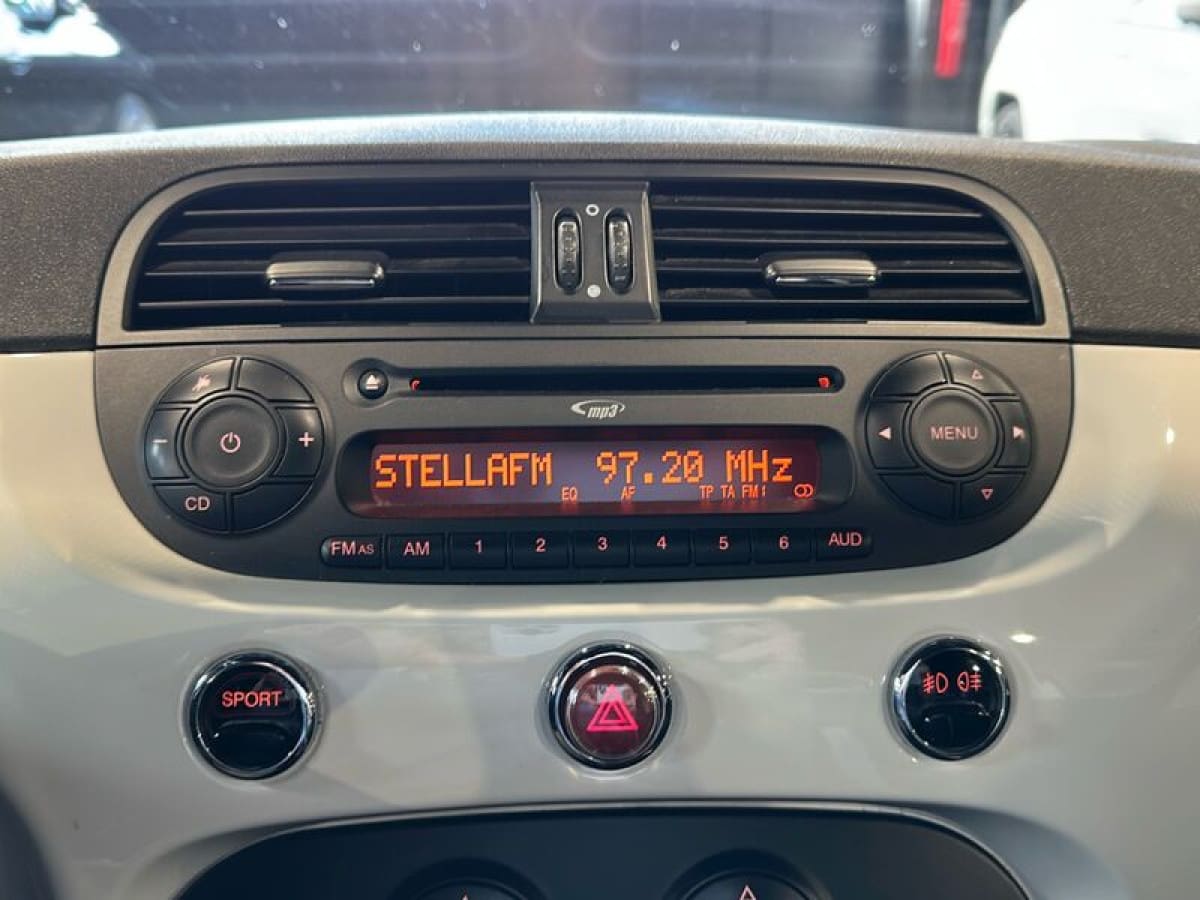 mp3
MENU
CD
STELLAFM 97.20 MHz
EQ AF TP TA FM1
FM AS AM 1 2 3 4 5 6 AUD
SPORT